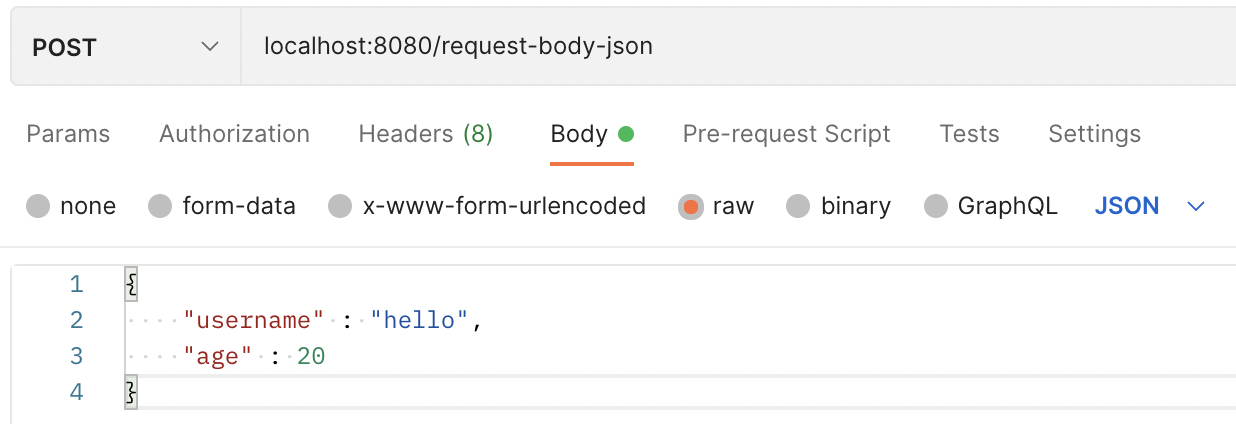 POST localhost:8080/request-body-json
Params Authorization Headers (8) Body Pre-request Script Tests Settings
none form-data x-www-form-urlencoded raw binary GraphQL JSON
1 {
2 "username" : "hello",
3 "age" : 20
4 }